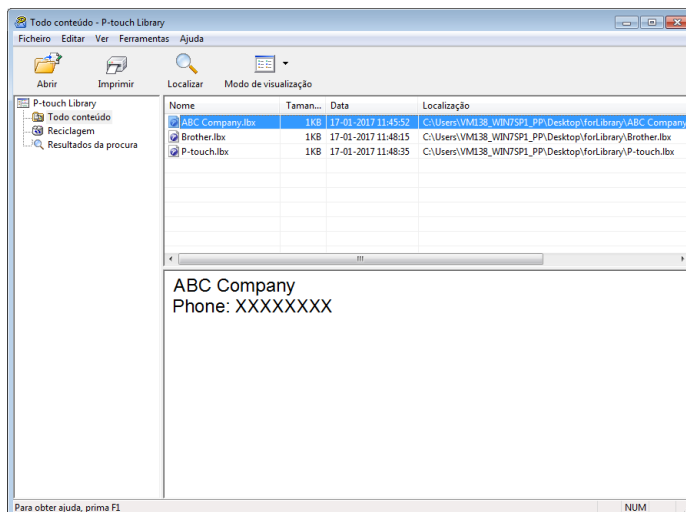 Todo conteúdo - P-touch Library
Ficheiro Editar Ver Ferramentas Ajuda
Abrir Imprimir Localizar Modo de visualização
P-touch Library
Todo conteúdo
Reciclagem
Resultados da procura
Nome Taman... Data Localização
ABC Company.lbx 1KB 17-01-2017 11:45:52 C:\Users\VM138_WIN7SP1_PP\Desktop\forLibrary\ABC Company
Brother.lbx 1KB 17-01-2017 11:48:15 C:\Users\VM138_WIN7SP1_PP\Desktop\forLibrary\Brother.lbx
P-touch.lbx 1KB 17-01-2017 11:48:35 C:\Users\VM138_WIN7SP1_PP\Desktop\forLibrary\P-touch.lbx
ABC Company
Phone: XXXXXXXX
Para obter ajuda, prima F1 NUM